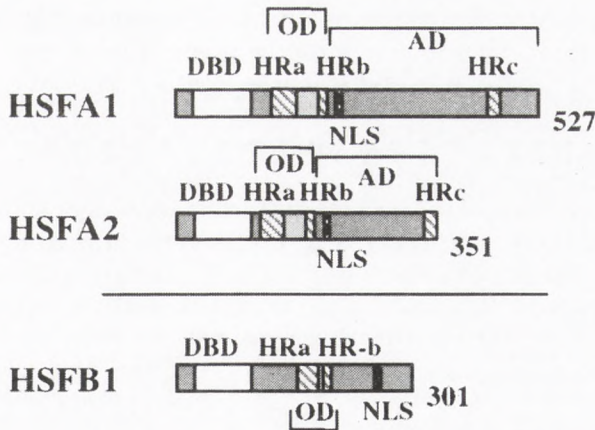 OD AD
DBD HRa HRb HRc
HSFA1 527
NLS
OD AD
DBD HRa HRb HRc
HSFA2 351
NLS
DBD HRa HR-b
HSFB1 301
OD NLS